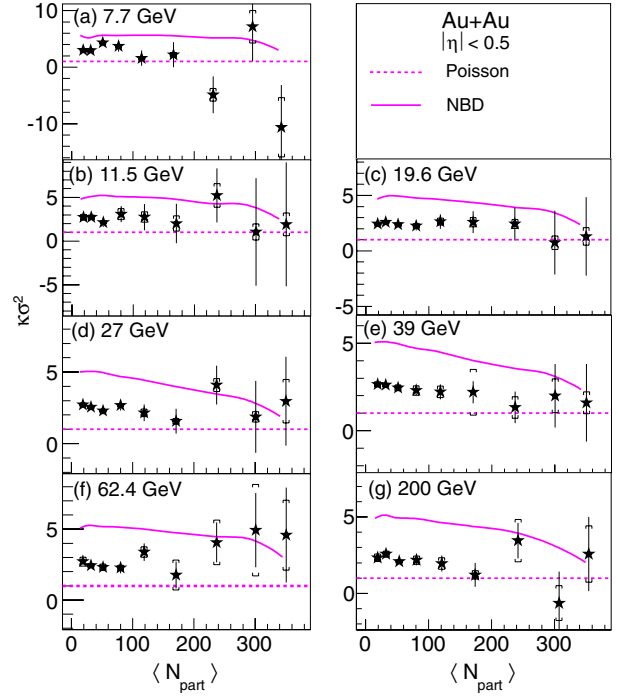 (a) 7.7 GeV
10
0
-10
Au+Au
|η| < 0.5
Poisson
NBD
(b) 11.5 GeV
5
0
5
(c) 19.6 GeV
5
0
-5
κσ²
(d) 27 GeV
5
0
(e) 39 GeV
5
0
(f) 62.4 GeV
5
0
(g) 200 GeV
5
0
0 100 200 300
0 100 200 300
⟨ N_part ⟩
⟨ N_part ⟩